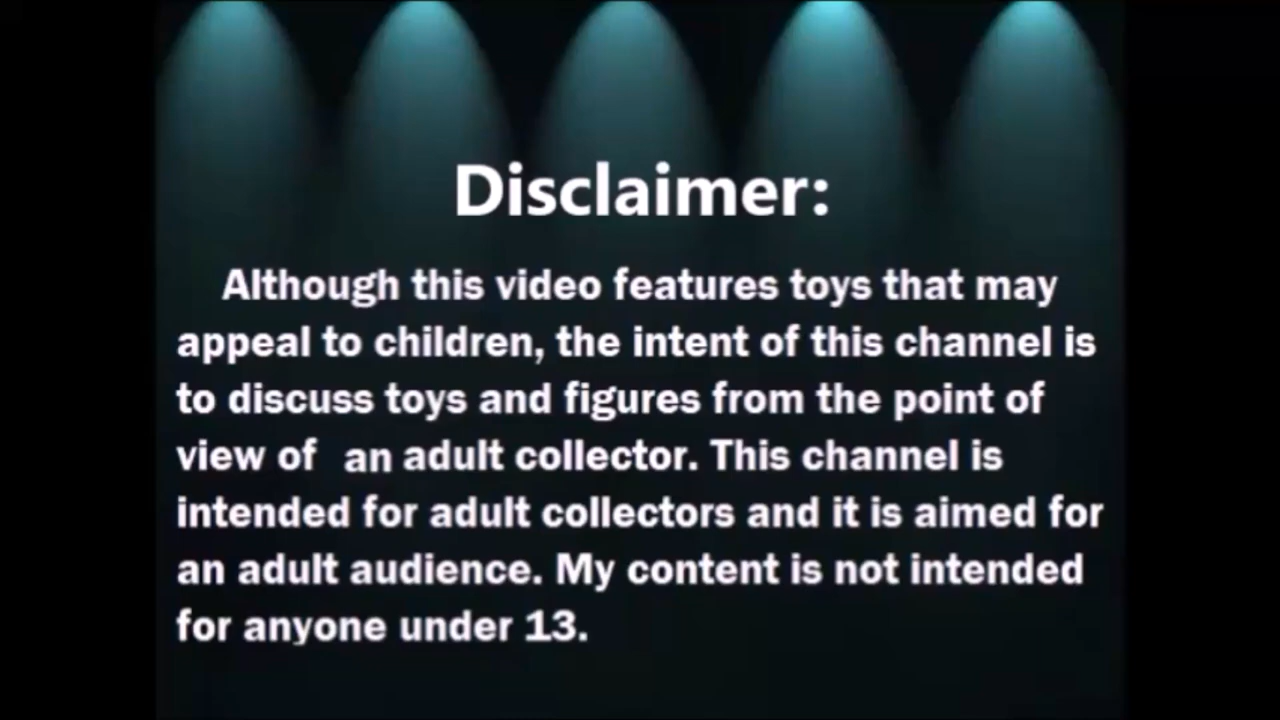 Disclaimer:
Although this video features toys that may
appeal to children, the intent of this channel is
to discuss toys and figures from the point of
view of an adult collector. This channel is
intended for adult collectors and it is aimed for
an adult audience. My content is not intended
for anyone under 13.